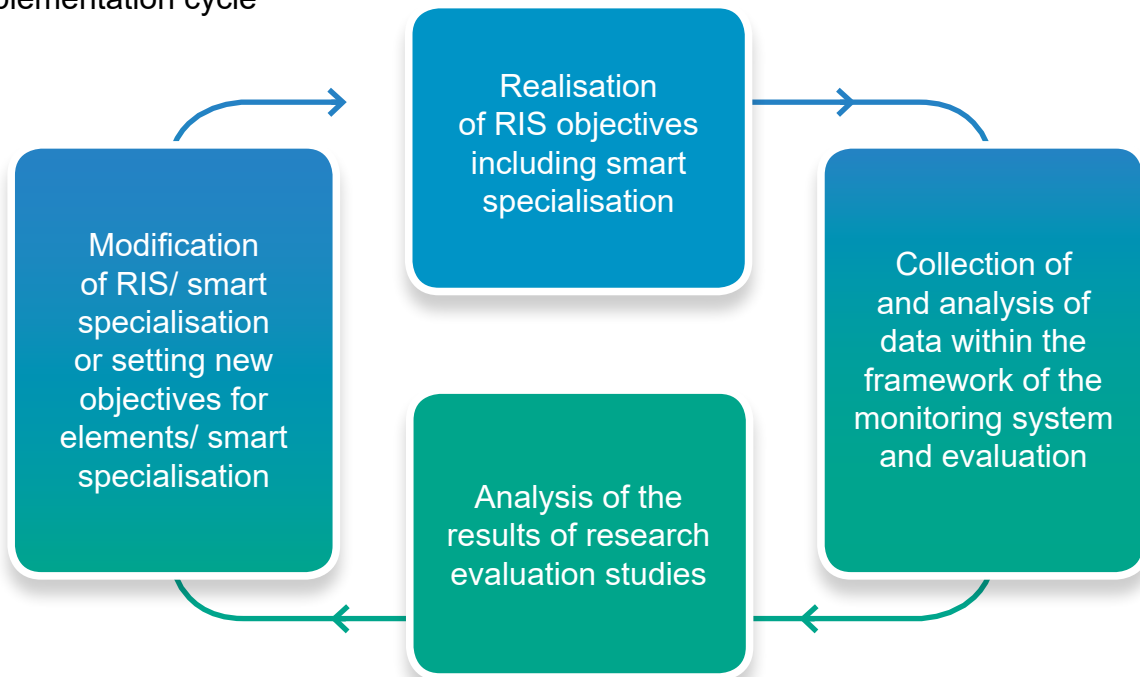 cycle
Realisation
of RIS objectives
including smart
specialisation
Modification
of RIS/ smart
specialisation
or setting new
objectives for
elements/ smart
specialisation
Collection of
and analysis of
data within the
framework of the
monitoring system
and evaluation
Analysis of the
results of research
evaluation studies